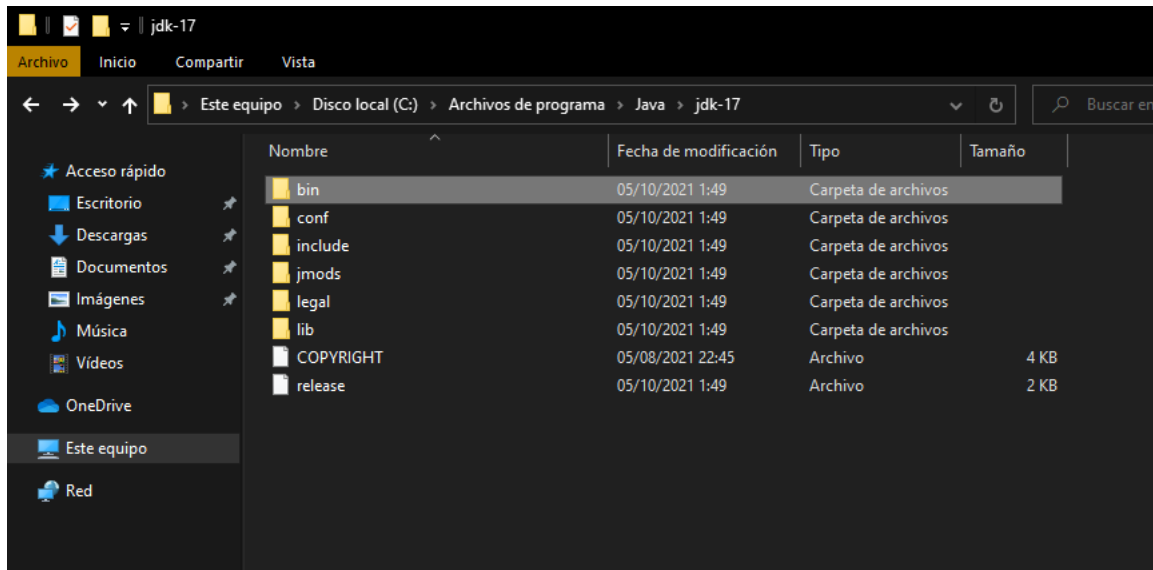 jdk-17
Archivo Inicio Compartir Vista
Este equipo > Disco local (C:) > Archivos de programa > Java > jdk-17
Buscar en
Nombre Fecha de modificación Tipo Tamaño
Acceso rápido
Escritorio
Descargas
Documentos
Imágenes
Música
Vídeos
OneDrive
Este equipo
Red
bin 05/10/2021 1:49 Carpeta de archivos
conf 05/10/2021 1:49 Carpeta de archivos
include 05/10/2021 1:49 Carpeta de archivos
jmods 05/10/2021 1:49 Carpeta de archivos
legal 05/10/2021 1:49 Carpeta de archivos
lib 05/10/2021 1:49 Carpeta de archivos
COPYRIGHT 05/08/2021 22:45 Archivo 4 KB
release 05/10/2021 1:49 Archivo 2 KB